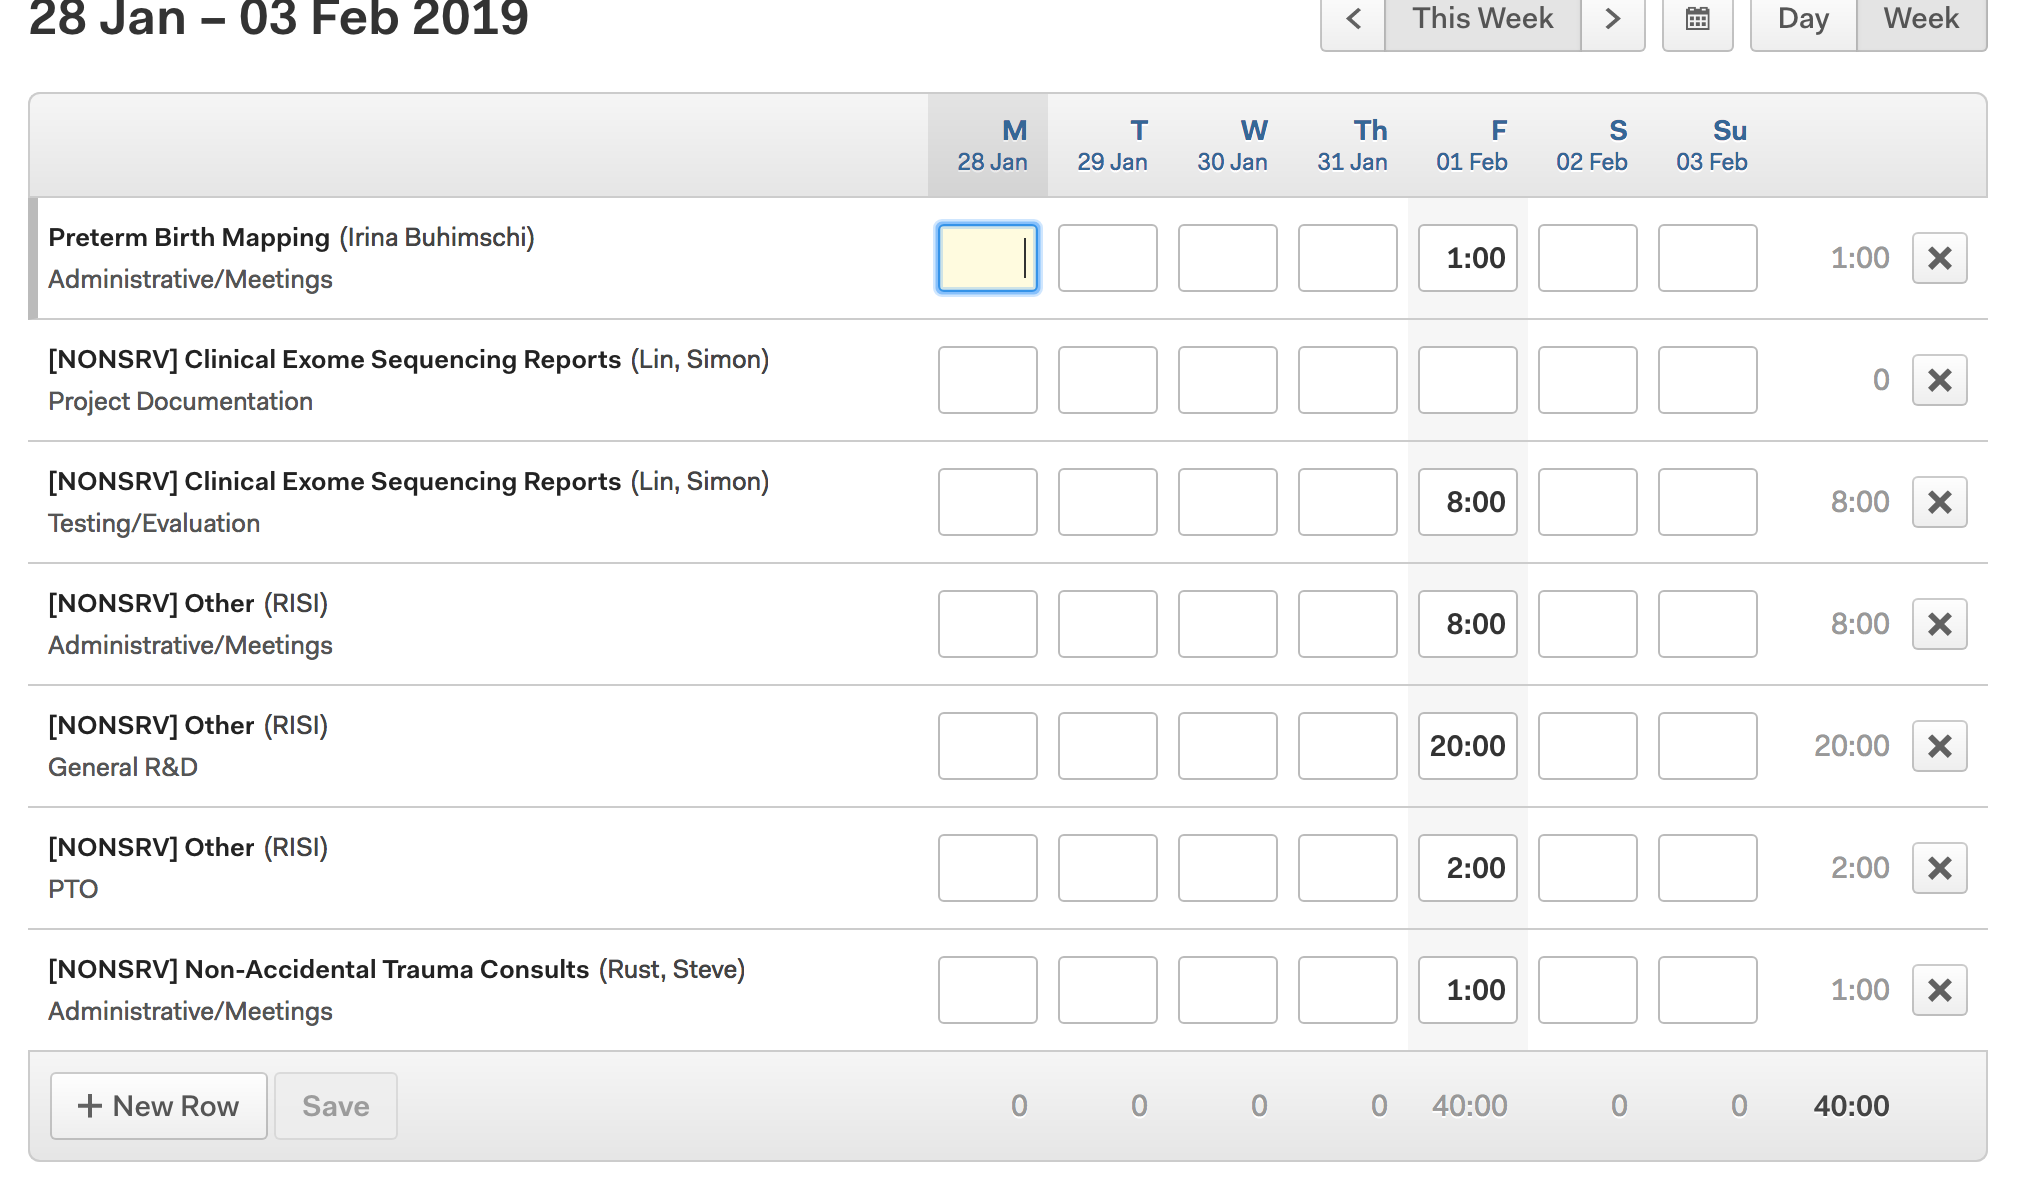 28 Jan – 03 Feb 2019
This Week
Day
Week
M T W Th F S Su
28 Jan 29 Jan 30 Jan 31 Jan 01 Feb 02 Feb 03 Feb
Preterm Birth Mapping (Irina Buhimschi)
Administrative/Meetings
1:00 1:00
[NONSRV] Clinical Exome Sequencing Reports (Lin, Simon)
Project Documentation
0
[NONSRV] Clinical Exome Sequencing Reports (Lin, Simon)
Testing/Evaluation
8:00 8:00
[NONSRV] Other (RISI)
Administrative/Meetings
8:00 8:00
[NONSRV] Other (RISI)
General R&D
20:00 20:00
[NONSRV] Other (RISI)
PTO
2:00 2:00
[NONSRV] Non-Accidental Trauma Consults (Rust, Steve)
Administrative/Meetings
1:00 1:00
+ New Row Save 0 0 0 0 40:00 0 0 40:00